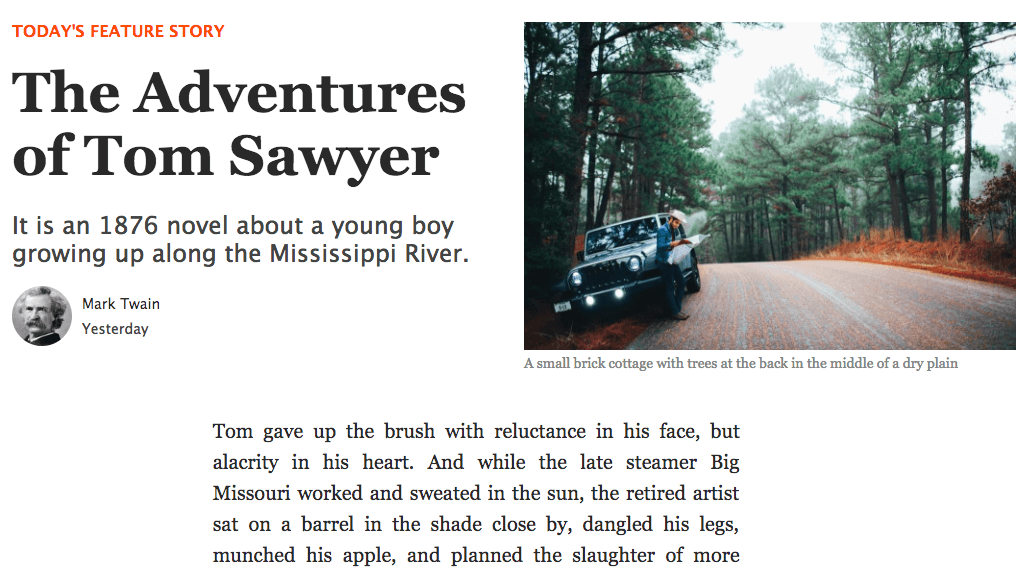 TODAY'S FEATURE STORY
The Adventures
of Tom Sawyer
It is an 1876 novel about a young boy
growing up along the Mississippi River.
Mark Twain
Yesterday
A small brick cottage with trees at the back in the middle of a dry plain
Tom gave up the brush with reluctance in his face, but
alacrity in his heart. And while the late steamer Big
Missouri worked and sweated in the sun, the retired artist
sat on a barrel in the shade close by, dangled his legs,
munched his apple, and planned the slaughter of more